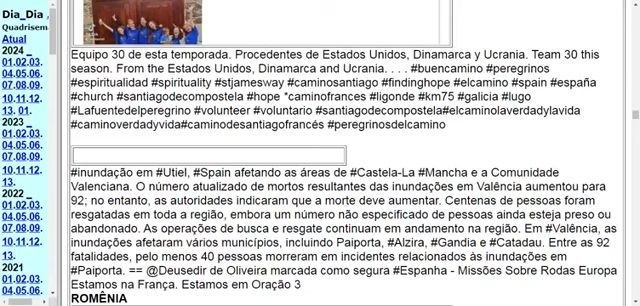 Dia_Dia
Quadrisem
Atual
2024 _
01.02.03.
04.05.06.
07.08.09.
10.11.12.
13. 01.
2023 _
01.02.03.
04.05.06.
07.08.09.
10.11.12.
13.
2022 _
01.02.03.
04.05.06.
07.08.09.
10.11.12.
13.
2021
01.02.03.
04.05.06.
Equipo 30 de esta temporada. Procedentes de Estados Unidos, Dinamarca y Ucrania. Team 30 this
season. From the Estados Unidos, Dinamarca and Ucrania. . . . #buencamino #peregrinos
#espiritualidad #spirituality #stjamesway #caminosantiago #findinghope #elcamino #spain #españa
#church #santiagodecompostela #hope *caminofrances #ligonde #km75 #galicia #lugo
#Lafuentedelperegrino #volunteer #voluntario #santiagodecompostela#elcaminolaverdadylavida
#caminoverdadyvida#caminodesantiagofrancés #peregrinosdelcamino
#inundação em #Utiel, #Spain afetando as áreas de #Castela-La #Mancha e a Comunidade
Valenciana. O número atualizado de mortos resultantes das inundações em Valência aumentou para
92; no entanto, as autoridades indicaram que a morte deve aumentar. Centenas de pessoas foram
resgatadas em toda a região, embora um número não especificado de pessoas ainda esteja preso ou
abandonado. As operações de busca e resgate continuam em andamento na região. Em #Valência, as
inundações afetaram vários municípios, incluindo Paiporta, #Alzira, #Gandia e #Catadau. Entre as 92
fatalidades, pelo menos 40 pessoas morreram em incidentes relacionados às inundações em
#Paiporta. == @Deusedir de Oliveira marcada como segura #Espanha - Missões Sobre Rodas Europa
Estamos na França. Estamos em Oração 3
ROMÊNIA